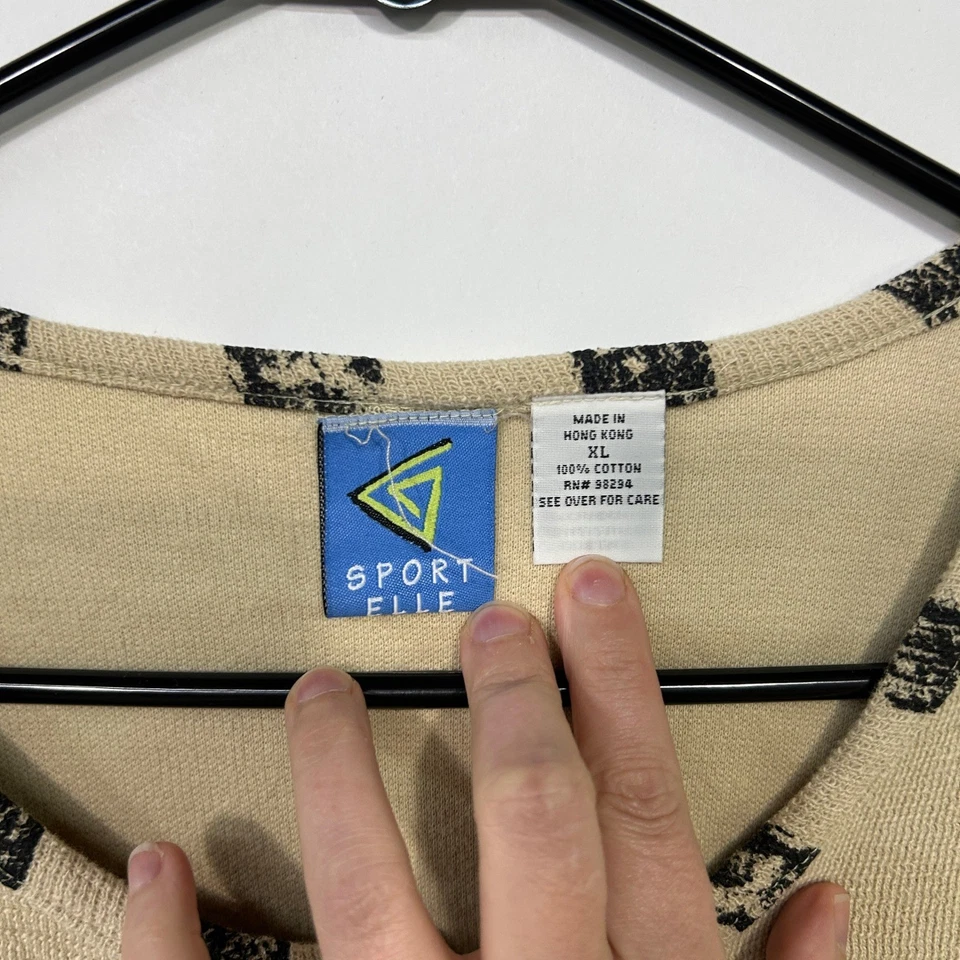 SPORT
ELLE
MADE IN
HONG KONG
XL
100% COTTON
RN# 98294
SEE OVER FOR CARE